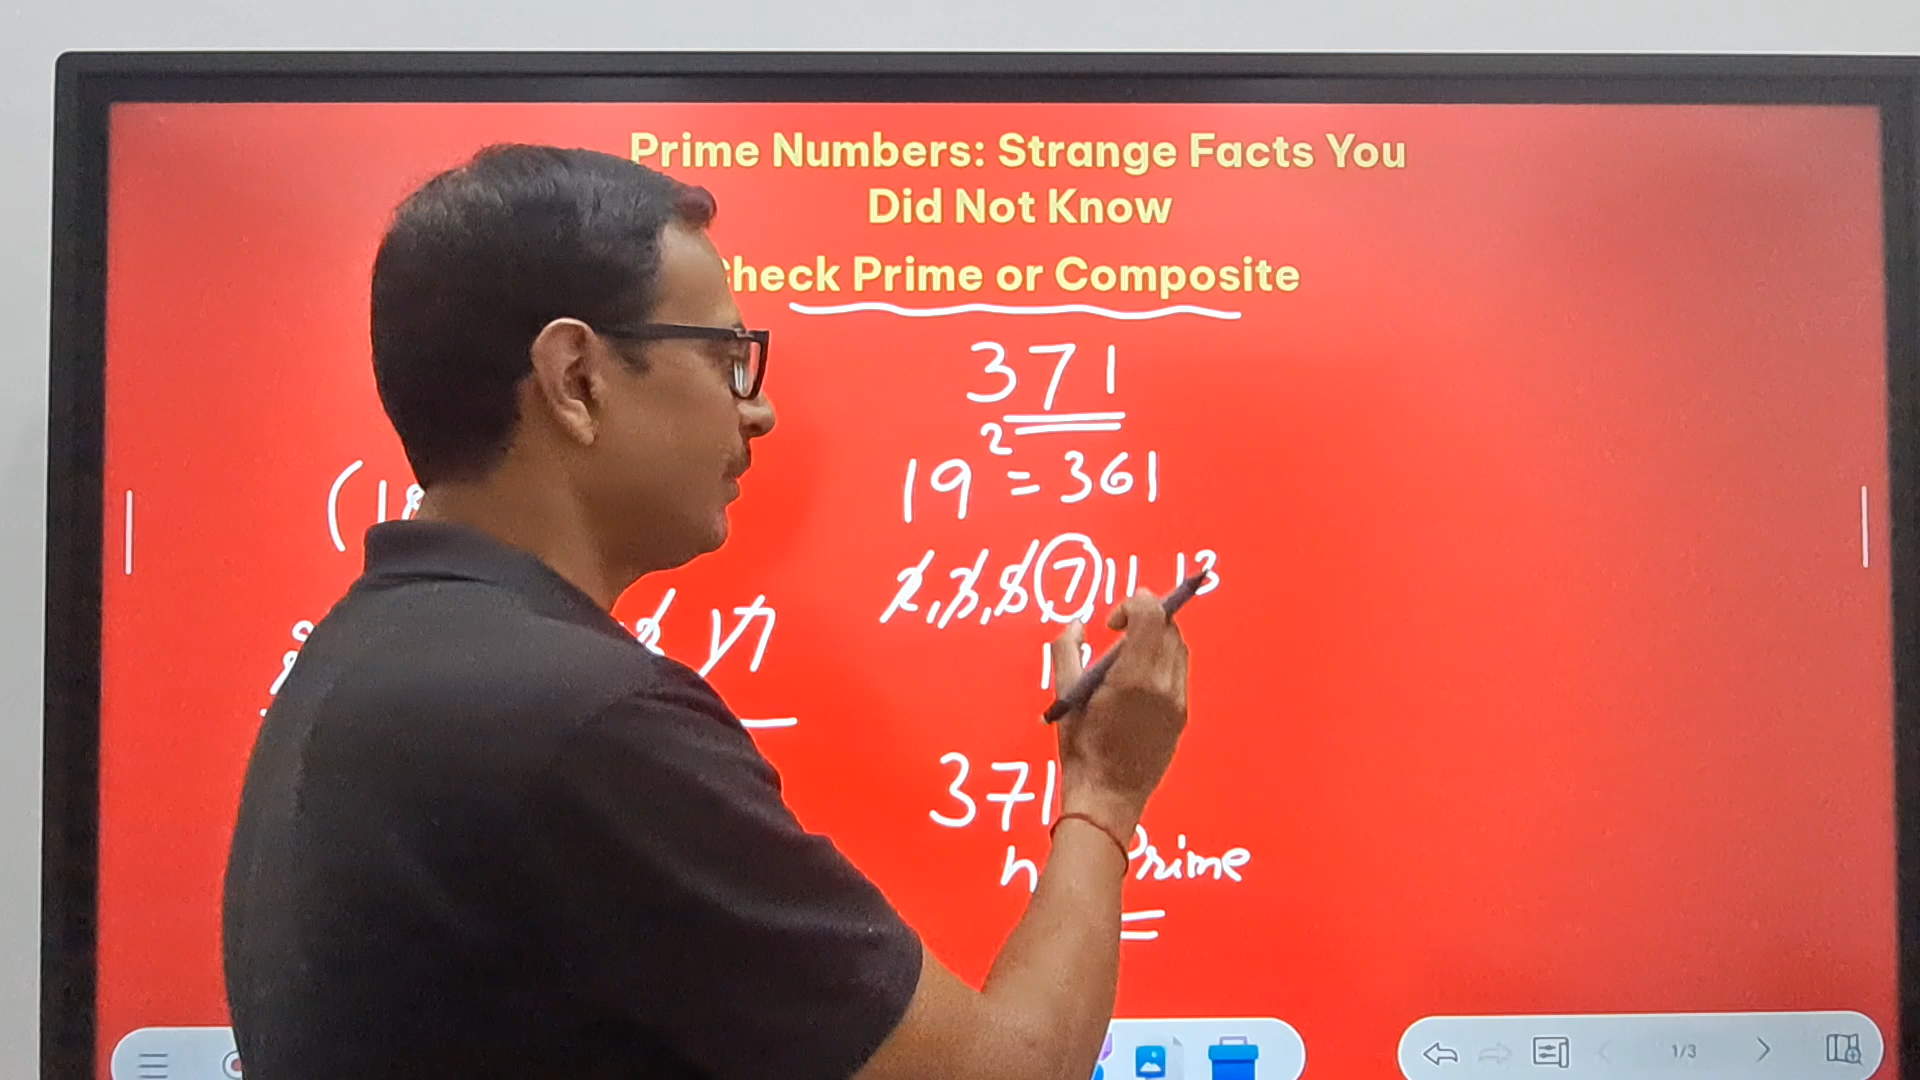 Prime Numbers: Strange Facts You
Did Not Know
Check Prime or Composite
371
19² = 361
2, 3, 5, 7, 11, 13
371
Prime
1/3